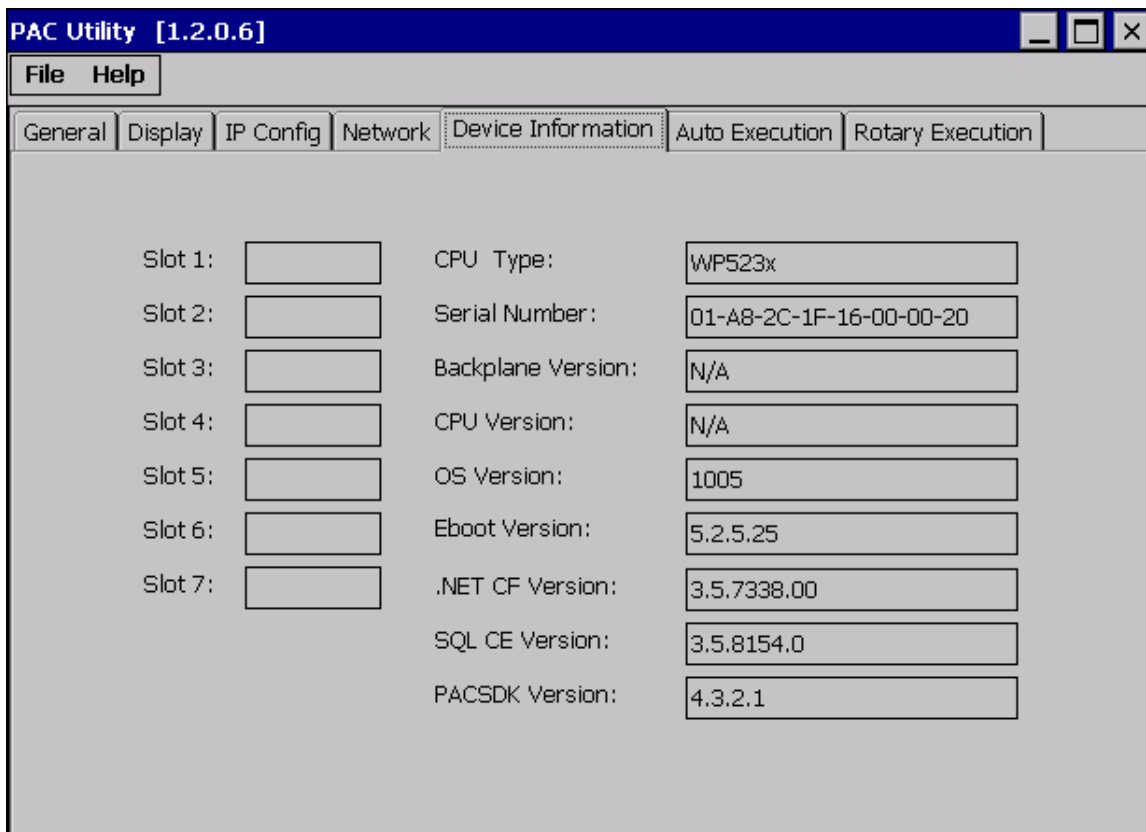 PAC Utility [1.2.0.6]
File Help
General Display IP Config Network Device Information Auto Execution Rotary Execution
Slot 1: CPU Type: WP523x
Slot 2: Serial Number: 01-A8-2C-1F-16-00-00-20
Slot 3: Backplane Version: N/A
Slot 4: CPU Version: N/A
Slot 5: OS Version: 1005
Slot 6: Eboot Version: 5.2.5.25
Slot 7: .NET CF Version: 3.5.7338.00
SQL CE Version: 3.5.8154.0
PACSDK Version: 4.3.2.1